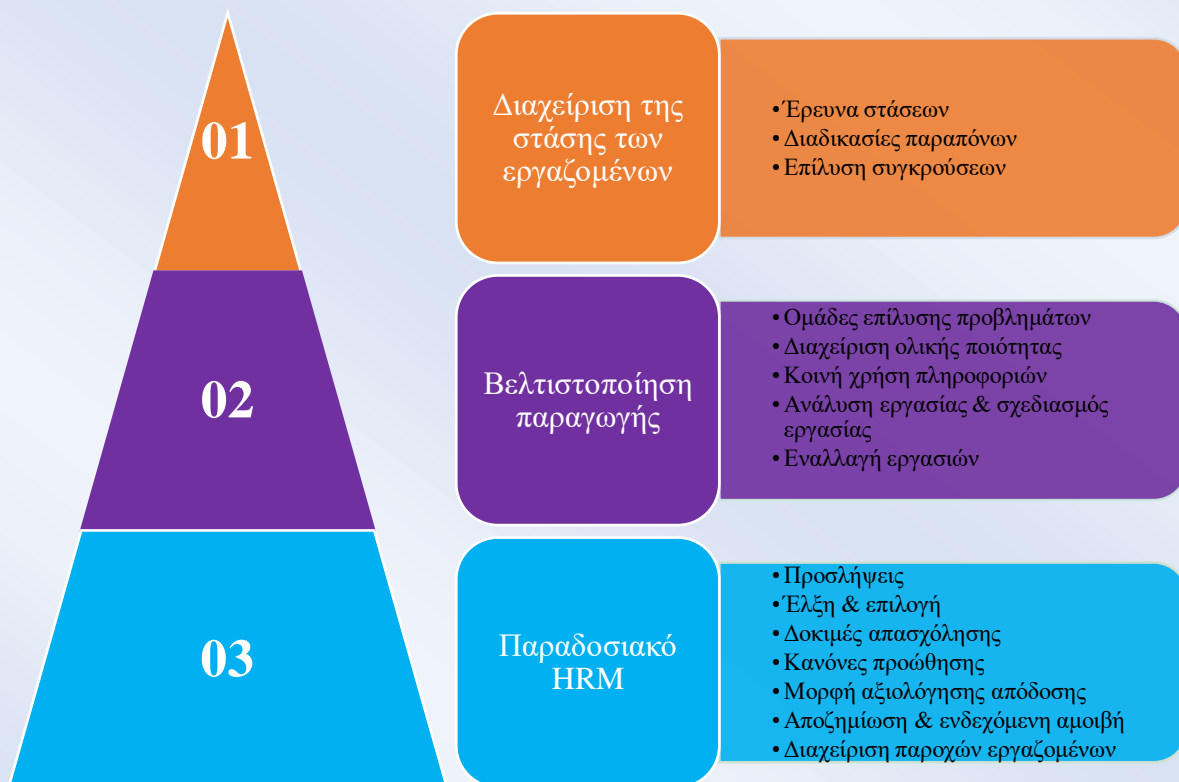 01
Διαχείριση της
στάσης των
εργαζομένων
• Έρευνα στάσεων
• Διαδικασίες παραπόνων
• Επίλυση συγκρούσεων
02
Βελτιστοποίηση
παραγωγής
• Ομάδες επίλυσης προβλημάτων
• Διαχείριση ολικής ποιότητας
• Κοινή χρήση πληροφοριών
• Ανάλυση εργασίας & σχεδιασμός
εργασίας
• Εναλλαγή εργασιών
03
Παραδοσιακό
HRM
• Προσλήψεις
• Έλξη & επιλογή
• Δοκιμές απασχόλησης
• Κανόνες προώθησης
• Μορφή αξιολόγησης απόδοσης
• Αποζημίωση & ενδεχόμενη αμοιβή
• Διαχείριση παροχών εργαζομένων